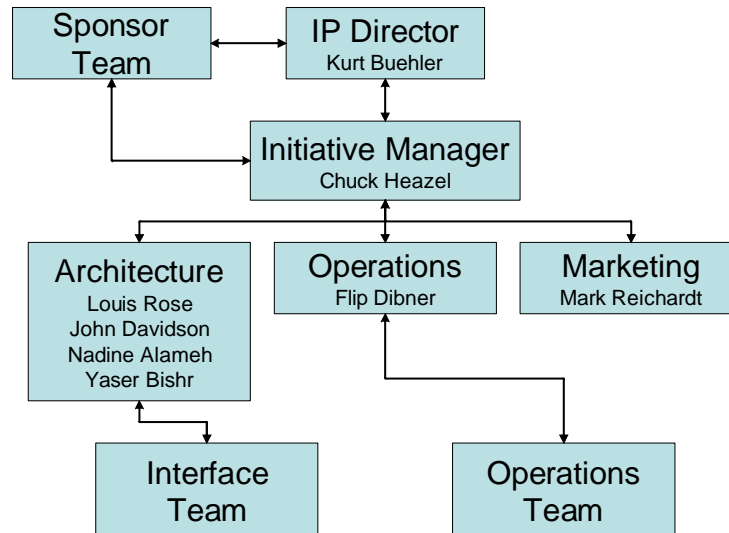 Sponsor
Team
IP Director
Kurt Buehler
Initiative Manager
Chuck Heazel
Architecture
Louis Rose
John Davidson
Nadine Alameh
Yaser Bishr
Operations
Flip Dibner
Marketing
Mark Reichardt
Interface
Team
Operations
Team